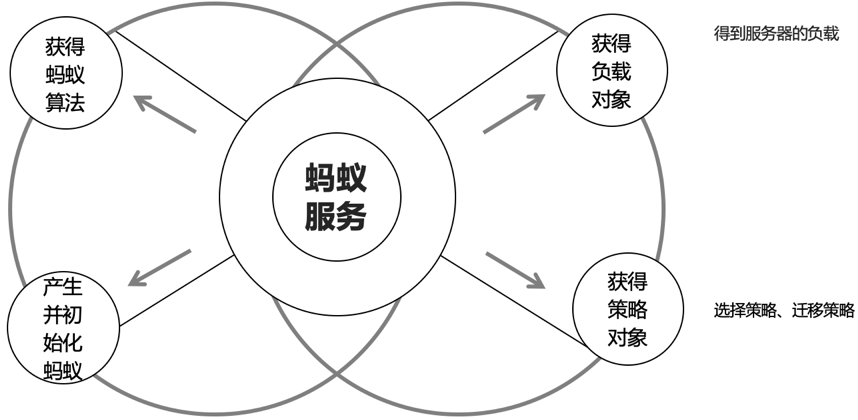 获得
蚂蚁
算法
获得
负载
对象
得到服务器的负载
蚂蚁
服务
产生
并初
始化
蚂蚁
获得
策略
对象
选择策略、迁移策略